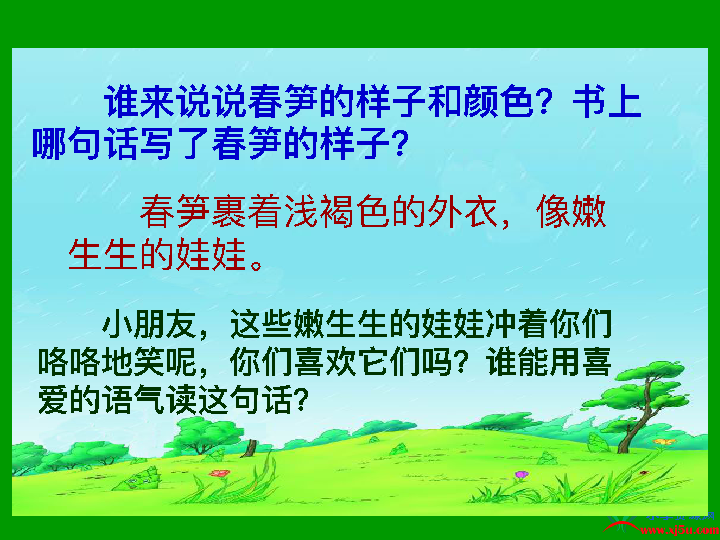 谁来说说春笋的样子和颜色？书上
哪句话写了春笋的样子？
春笋裹着浅褐色的外衣，像嫩
生生的娃娃。
小朋友，这些嫩生生的娃娃冲着你们
咯咯地笑呢，你们喜欢它们吗？谁能用喜
爱的语气读这句话？